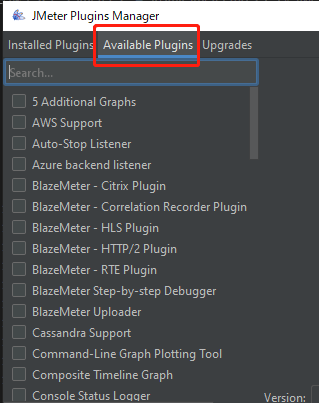 JMeter Plugins Manager
Installed Plugins Available Plugins Upgrades
Search...
5 Additional Graphs
AWS Support
Auto-Stop Listener
Azure backend listener
BlazeMeter - Citrix Plugin
BlazeMeter - Correlation Recorder Plugin
BlazeMeter - HLS Plugin
BlazeMeter - HTTP/2 Plugin
BlazeMeter - RTE Plugin
BlazeMeter Step-by-step Debugger
BlazeMeter Uploader
Cassandra Support
Command-Line Graph Plotting Tool
Composite Timeline Graph
Console Status Logger
Version: